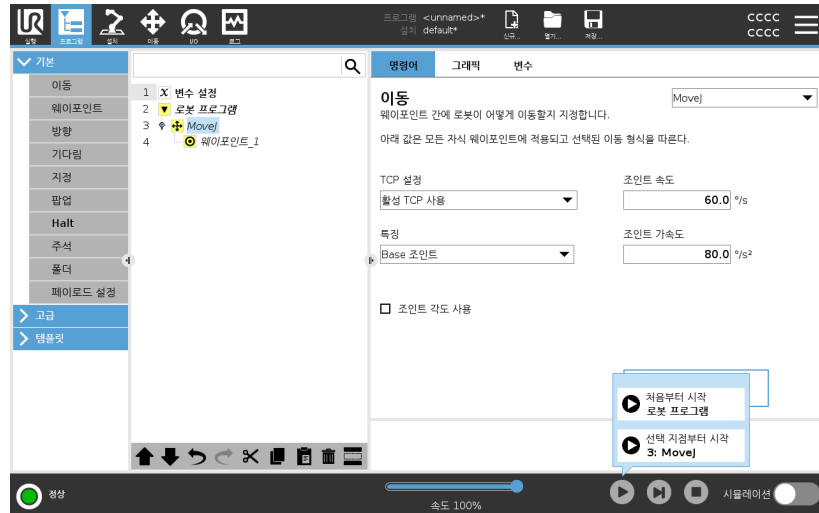 UR
실행
프로그램
설치
이동
I/O
로그
프로그램 <unnamed>*
설치 default*
신규...
열기...
저장...
cccc
cccc
기본
이동
웨이포인트
방향
기다림
지정
팝업
Halt
주석
폴더
페이로드 설정
고급
템플릿
1 X 변수 설정
2 로봇 프로그램
3 MoveJ
4 웨이포인트_1
명령어 그래픽 변수
이동
MoveJ
웨이포인트 간에 로봇이 어떻게 이동할지 지정합니다.
아래 값은 모든 자식 웨이포인트에 적용되고 선택된 이동 형식을 따른다.
TCP 설정
조인트 속도
활성 TCP 사용
60.0 °/s
특징
조인트 가속도
Base 조인트
80.0 °/s²
조인트 각도 사용
처음부터 시작
로봇 프로그램
선택 지점부터 시작
3: MoveJ
정상
속도 100%
시뮬레이션